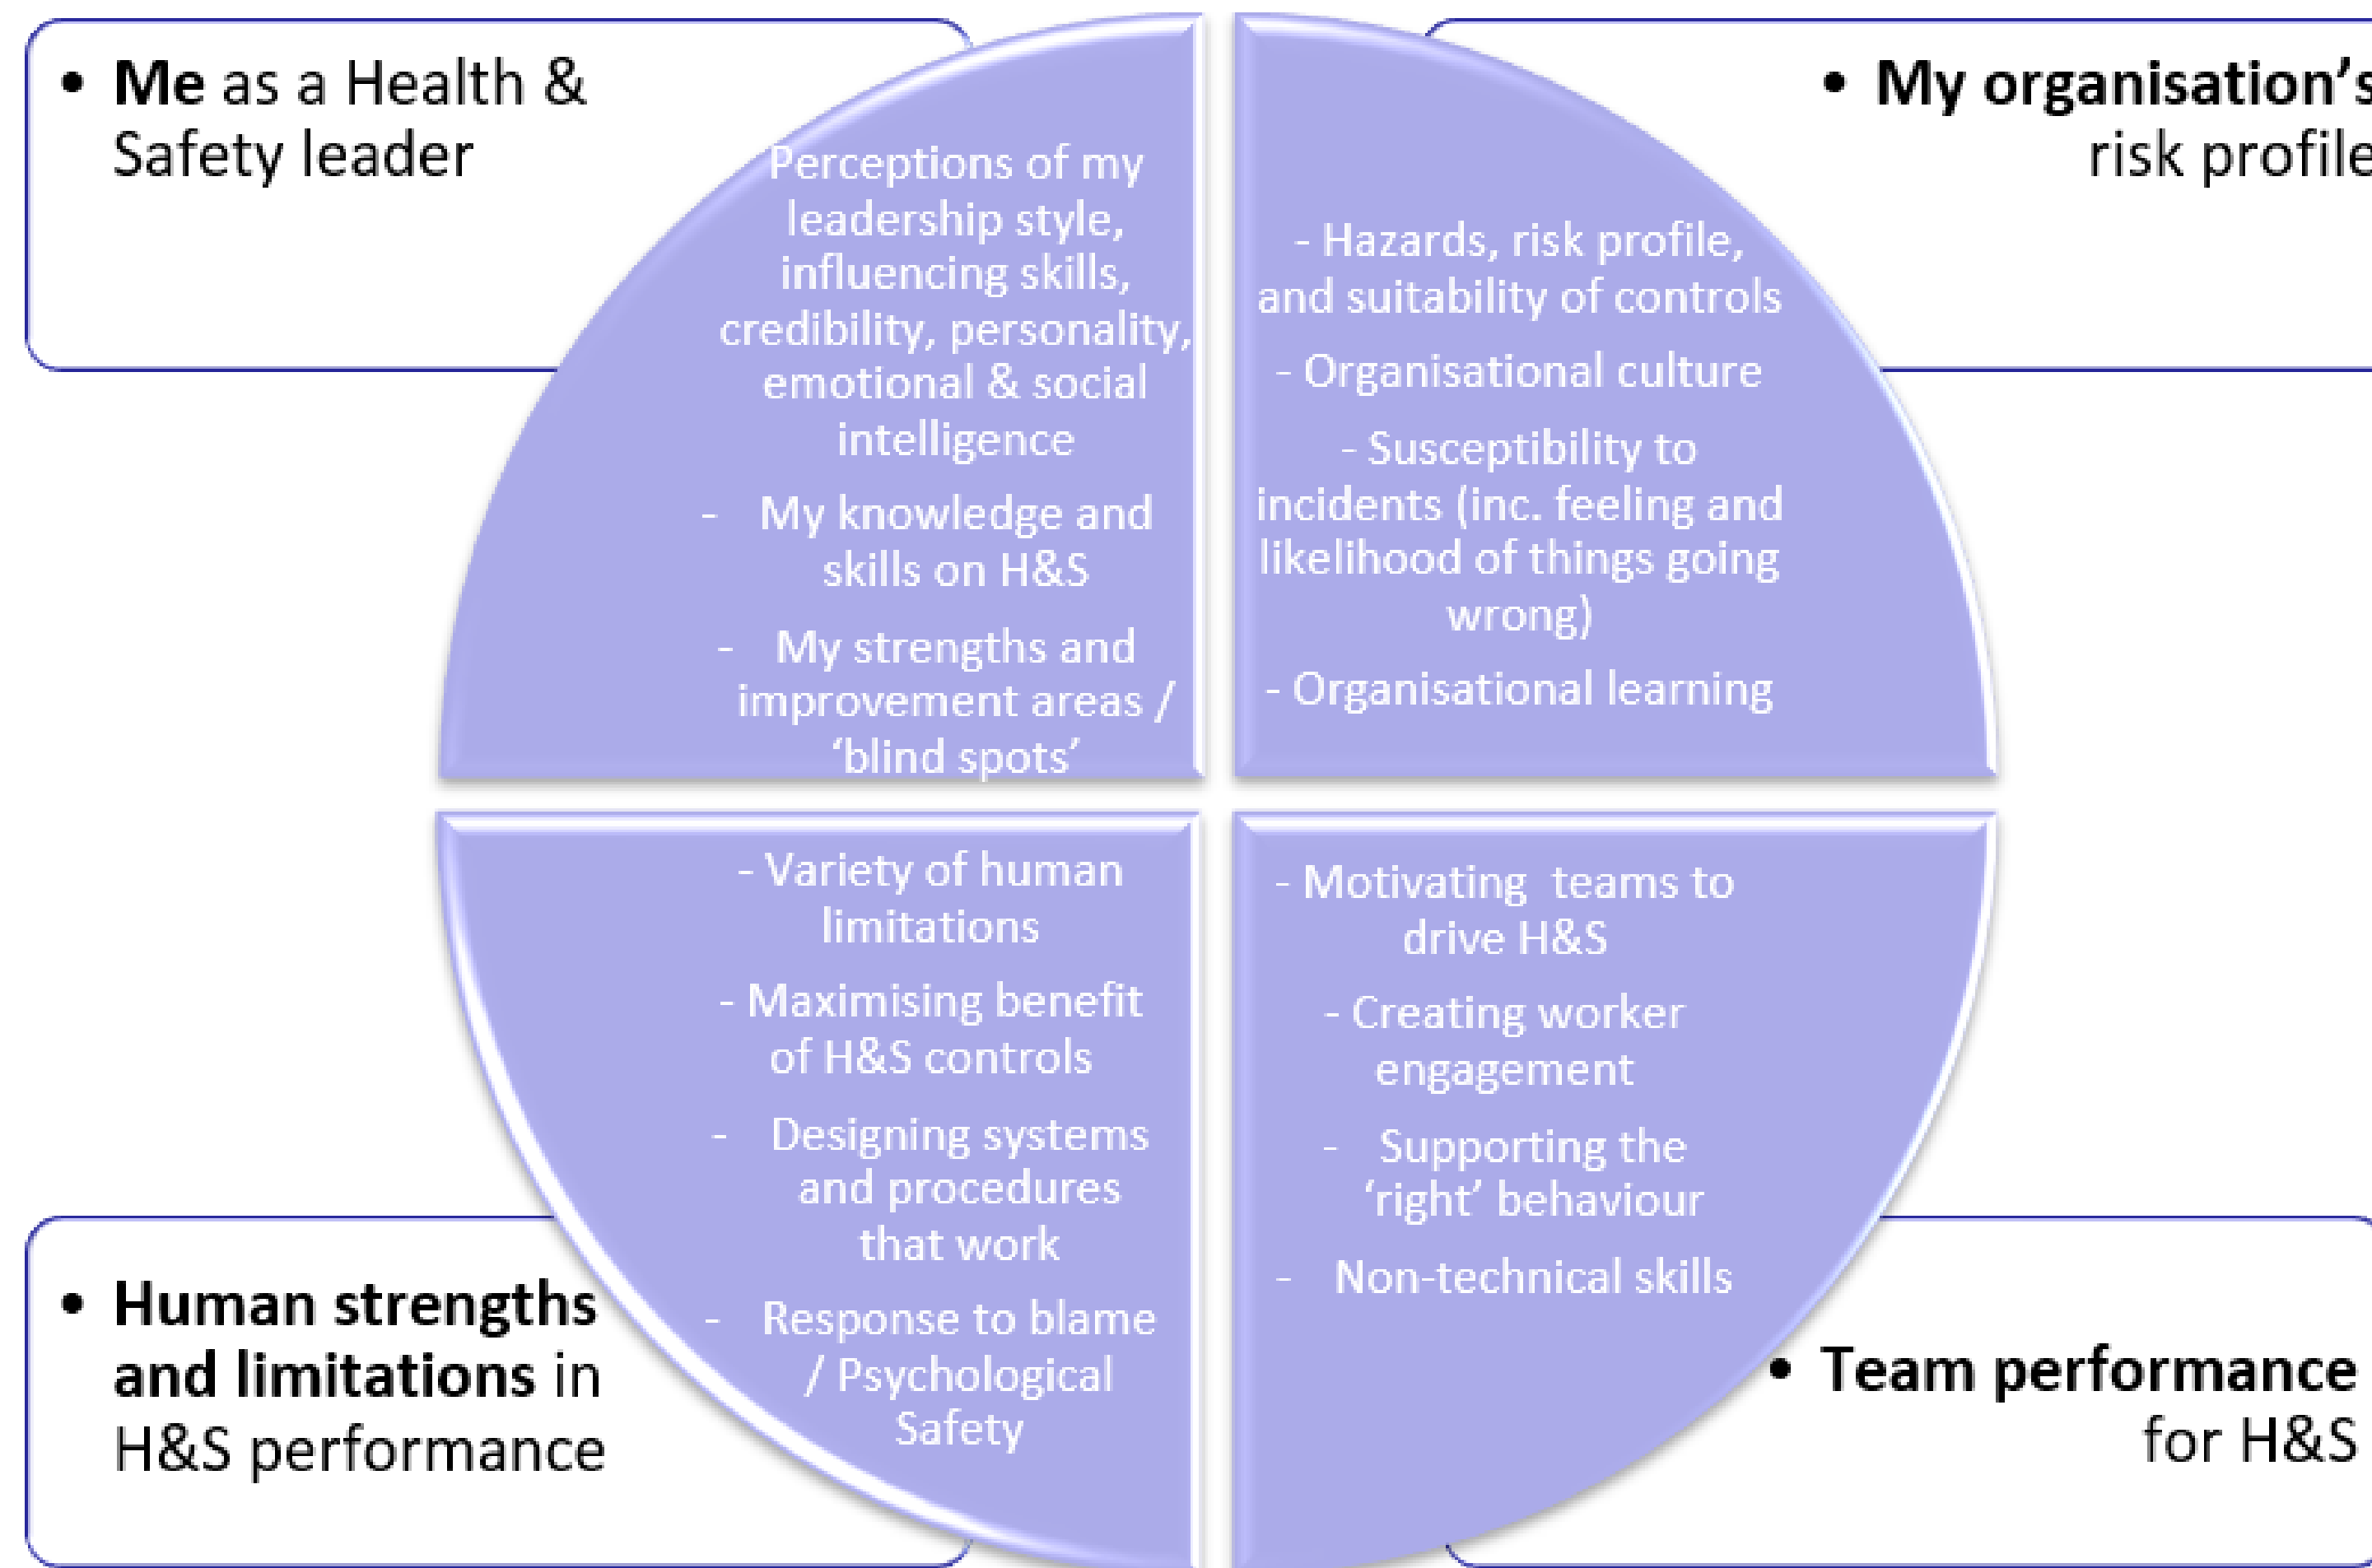 • Me as a Health &
Safety leader
Perceptions of my
leadership style,
influencing skills,
credibility, personality,
emotional & social
intelligence
- My knowledge and
skills on H&S
- My strengths and
improvement areas /
‘blind spots’
• My organisation’s
risk profile
- Hazards, risk profile,
and suitability of controls
- Organisational culture
- Susceptibility to
incidents (inc. feeling and
likelihood of things going
wrong)
- Organisational learning
• Human strengths
and limitations in
H&S performance
- Variety of human
limitations
- Maximising benefit
of H&S controls
- Designing systems
and procedures
that work
- Response to blame
/ Psychological
Safety
- Motivating teams to
drive H&S
- Creating worker
engagement
- Supporting the
‘right’ behaviour
- Non-technical skills
• Team performance
for H&S